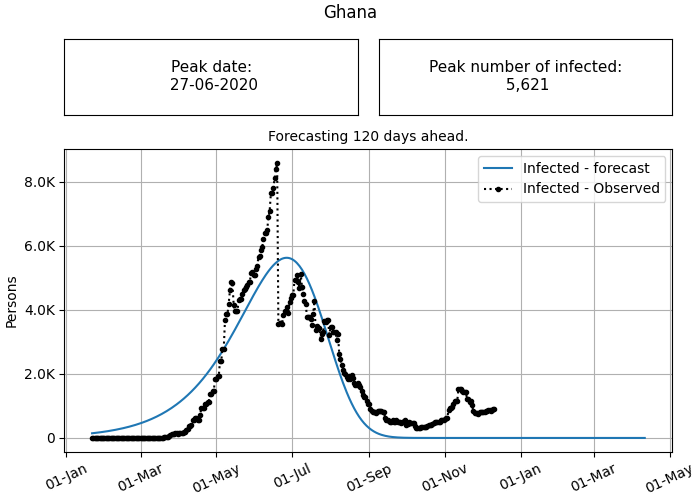 Ghana
Peak date:
27-06-2020
Peak number of infected:
5,621
Forecasting 120 days ahead.
Infected - forecast
Infected - Observed
Persons
8.0K
6.0K
4.0K
2.0K
0
01-Jan
01-Mar
01-May
01-Jul
01-Sep
01-Nov
01-Jan
01-Mar
01-May